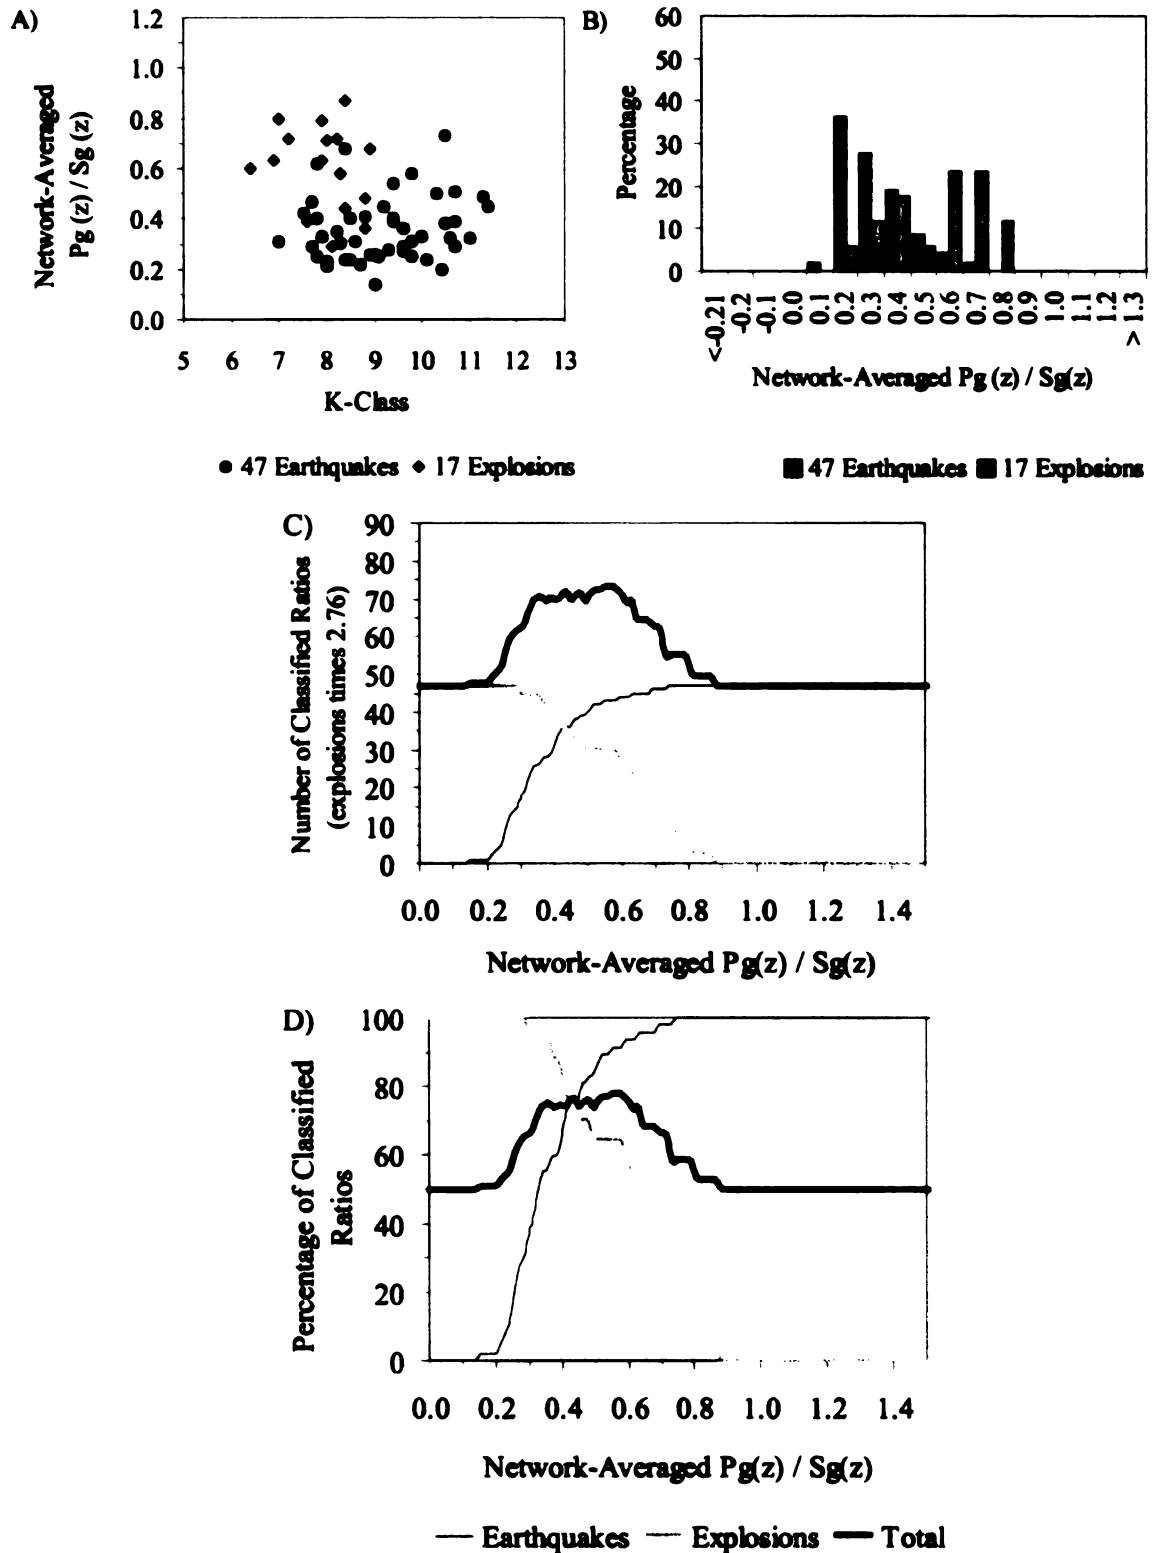 A)
Network-Averaged
Pg (z) / Sg (z)
1.2
1.0
0.8
0.6
0.4
0.2
0.0
5 6 7 8 9 10 11 12 13
K-Class
● 47 Earthquakes ◆ 17 Explosions
B)
Percentage
60
50
40
30
20
10
0
<-0.21 -0.2 -0.1 0.0 0.1 0.2 0.3 0.4 0.5 0.6 0.7 0.8 0.9 1.0 1.1 1.2 > 1.3
Network-Averaged Pg (z) / Sg(z)
■ 47 Earthquakes ■ 17 Explosions
C)
Number of Classified Ratios
(explosions times 2.76)
90
80
70
60
50
40
30
20
10
0
0.0 0.2 0.4 0.6 0.8 1.0 1.2 1.4
Network-Averaged Pg(z) / Sg(z)
D)
Percentage of Classified
Ratios
100
80
60
40
20
0
0.0 0.2 0.4 0.6 0.8 1.0 1.2 1.4
Network-Averaged Pg(z) / Sg(z)
Earthquakes Explosions Total